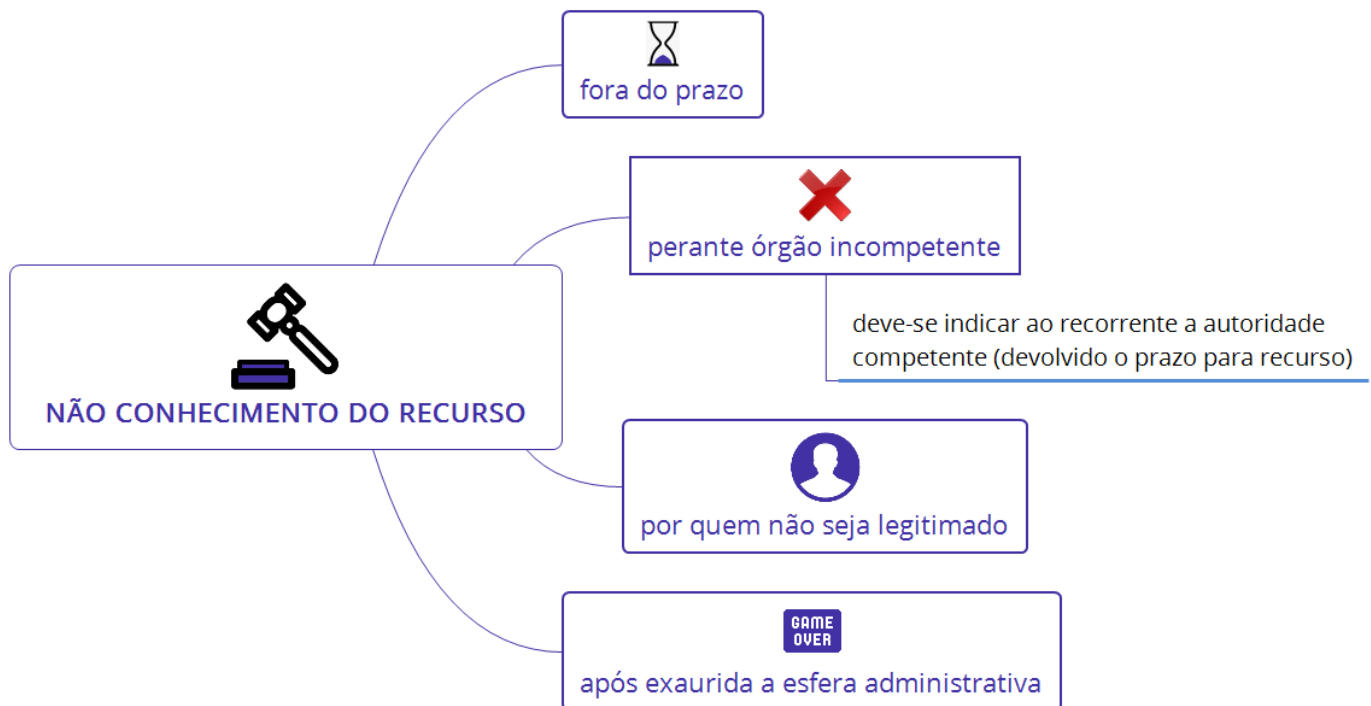 fora do prazo
perante órgão incompetente
deve-se indicar ao recorrente a autoridade
competente (devolvido o prazo para recurso)
NÃO CONHECIMENTO DO RECURSO
por quem não seja legitimado
GAME
OVER
após exaurida a esfera administrativa